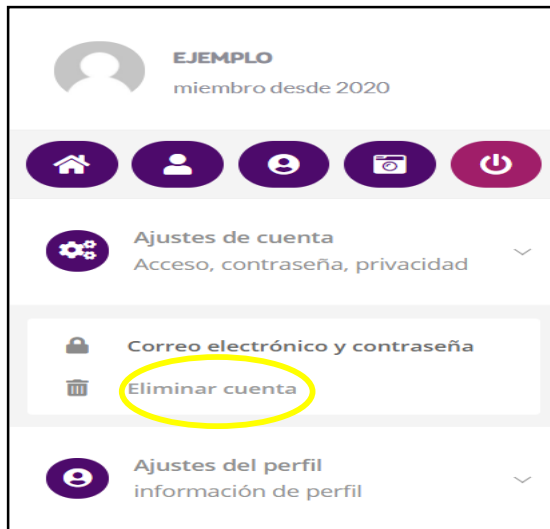 EJEMPLO
miembro desde 2020
Ajustes de cuenta
Acceso, contraseña, privacidad
Correo electrónico y contraseña
Eliminar cuenta
Ajustes del perfil
información de perfil